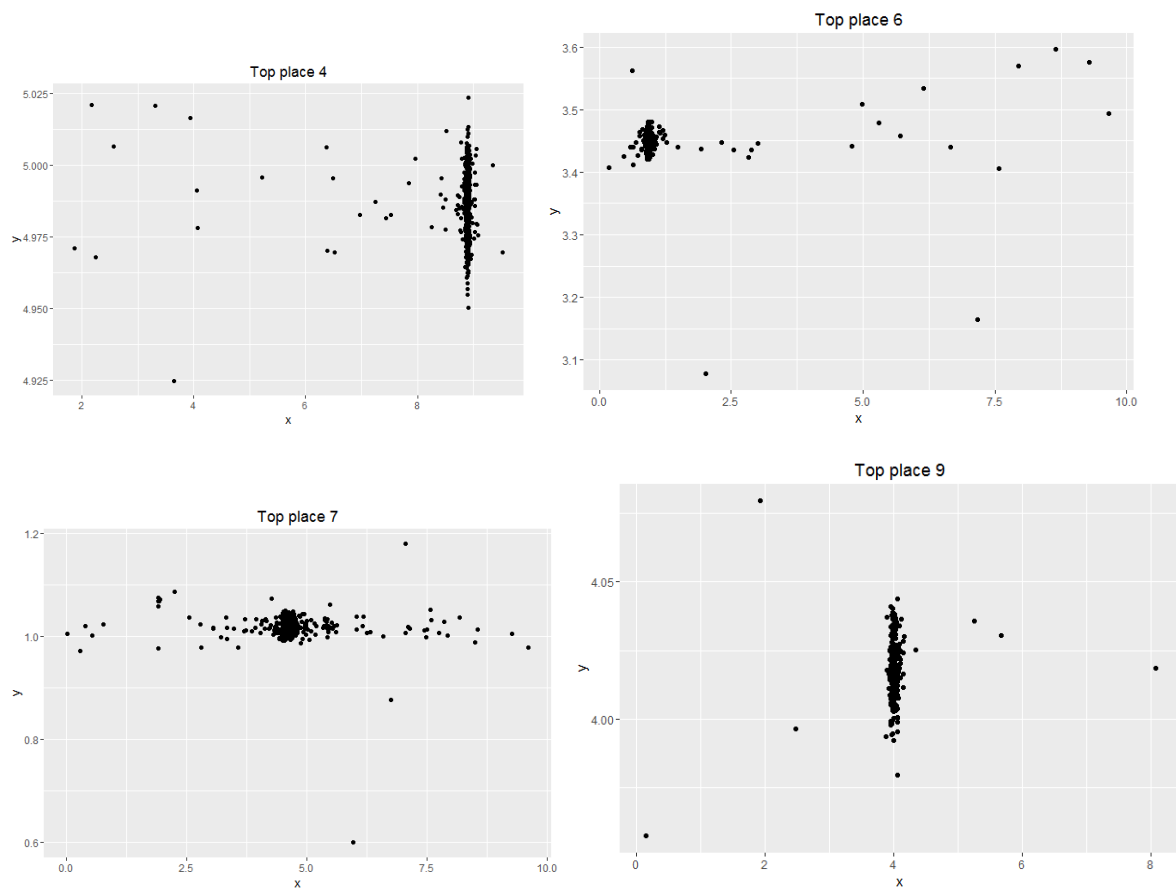 Top place 4
5.025
5.000
4.975
4.950
4.925
y
2 4 6 8
x
Top place 6
3.6
3.5
3.4
3.3
3.2
3.1
y
0.0 2.5 5.0 7.5 10.0
x
Top place 7
1.2
1.0
0.8
0.6
y
0.0 2.5 5.0 7.5 10.0
x
Top place 9
4.05
4.00
y
0 2 4 6 8
x